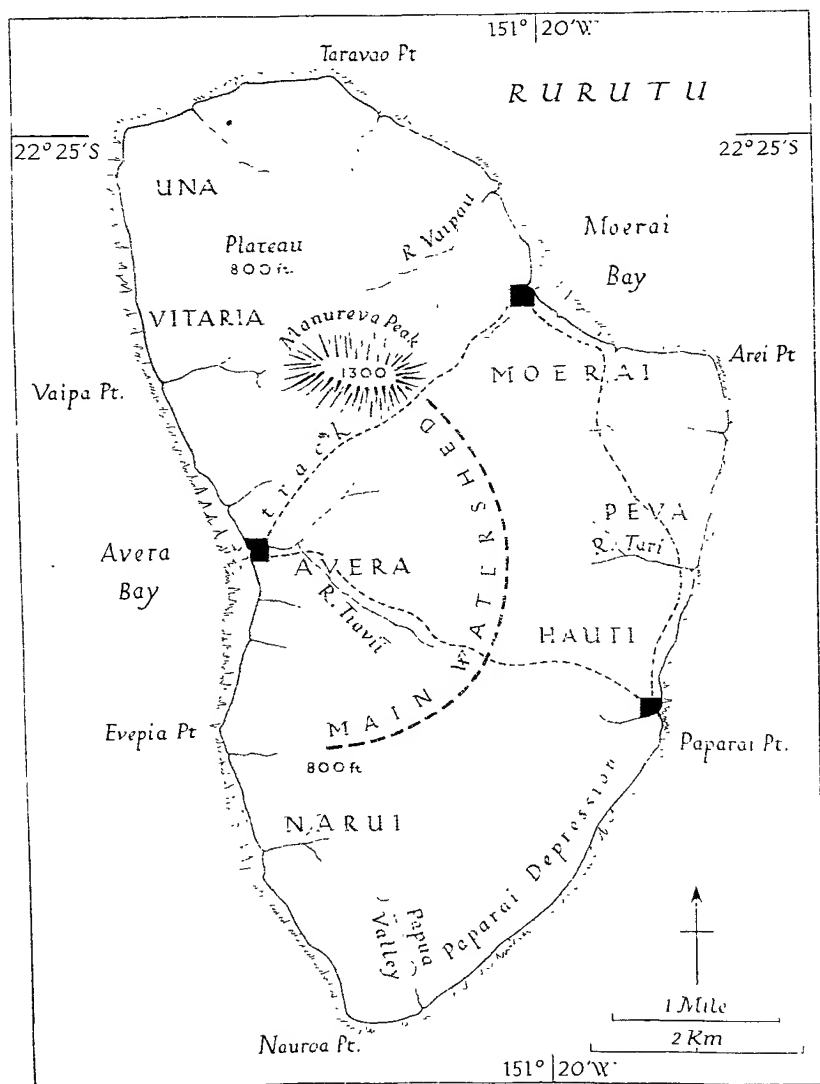 151° 20'W.
Taravao Pt
RURUTU
22°25'S
22°25'S
UNA
R. Vaipau
Moerai
Bay
Plateau
800 ft.
VITARIA
Manureva Peak
1300
Arei Pt
MOERAI
Vaipa Pt.
track
MAIN WATERSHED
PEVA
R. Tari
Avera
Bay
AVERA
R. Tiavii
HAUTI
Evepia Pt
Paparai Pt.
800 ft
NARUI
Paparai Depression
Papua
Valley
1 Mile
2 Km
Nauroa Pt.
151° 20'W.